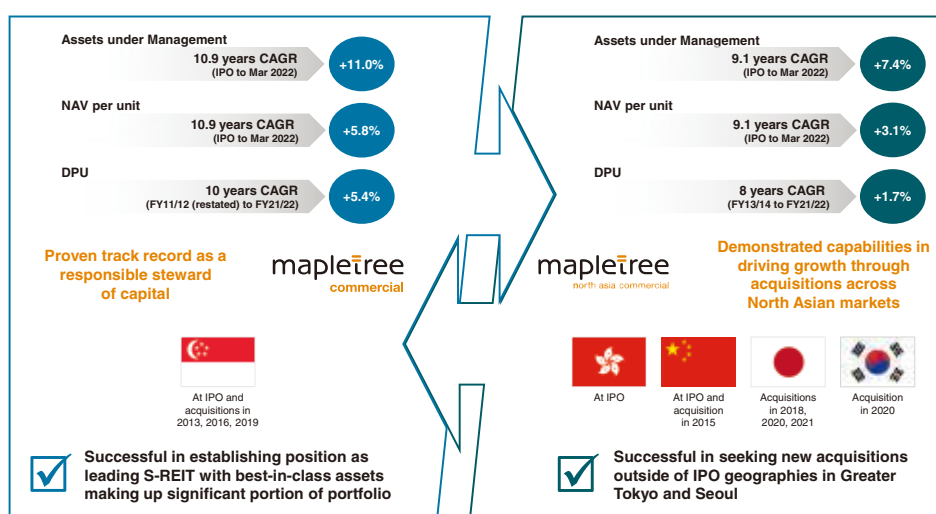 Assets under Management
10.9 years CAGR
(IPO to Mar 2022)
+11.0%
NAV per unit
10.9 years CAGR
(IPO to Mar 2022)
+5.8%
DPU
10 years CAGR
(FY11/12 (restated) to FY21/22)
+5.4%
Proven track record as a
responsible steward
of capital
mapletree
commercial
At IPO and
acquisitions in
2013, 2016, 2019
Successful in establishing position as
leading S-REIT with best-in-class assets
making up significant portion of portfolio
Assets under Management
9.1 years CAGR
(IPO to Mar 2022)
+7.4%
NAV per unit
9.1 years CAGR
(IPO to Mar 2022)
+3.1%
DPU
8 years CAGR
(FY13/14 to FY21/22)
+1.7%
mapletree
north asia commercial
Demonstrated capabilities in
driving growth through
acquisitions across
North Asian markets
At IPO
At IPO and
acquisition
in 2015
Acquisitions
in 2018,
2020, 2021
Acquisition
in 2020
Successful in seeking new acquisitions
outside of IPO geographies in Greater
Tokyo and Seoul